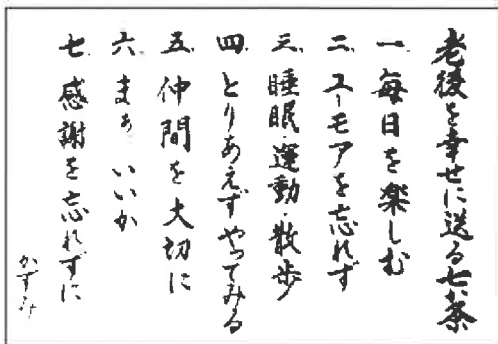 老後を幸せに送る七ヶ条
一、毎日を楽しむ
二、ユーモアを忘れず
三、睡眠・運動・散歩
四、とりあえずやってみる
五、仲間を大切に
六、まぁ いいか
七、感謝を忘れずに
かすみ